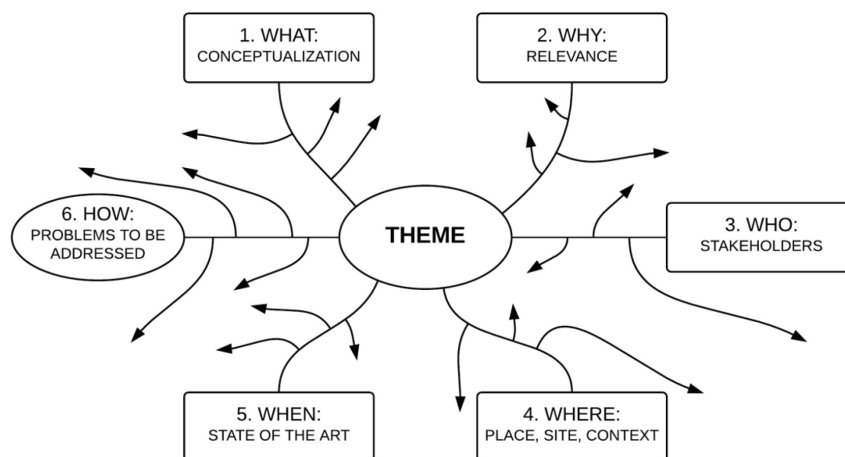 1. WHAT:
CONCEPTUALIZATION
2. WHY:
RELEVANCE
6. HOW:
PROBLEMS TO BE
ADDRESSED
THEME
3. WHO:
STAKEHOLDERS
5. WHEN:
STATE OF THE ART
4. WHERE:
PLACE, SITE, CONTEXT